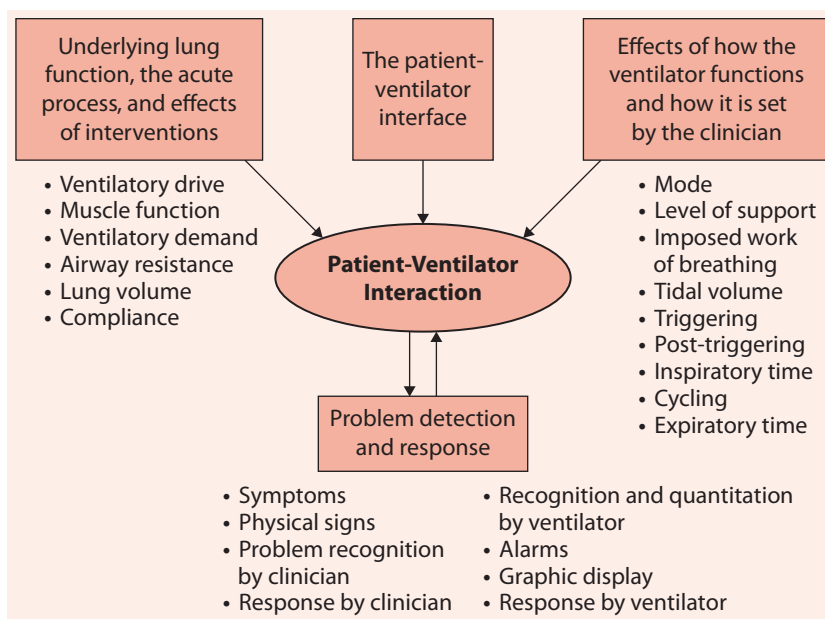 Underlying lung
function, the acute
process, and effects
of interventions
• Ventilatory drive
• Muscle function
• Ventilatory demand
• Airway resistance
• Lung volume
• Compliance
The patient-
ventilator
interface
Effects of how the
ventilator functions
and how it is set
by the clinician
• Mode
• Level of support
• Imposed work
of breathing
• Tidal volume
• Triggering
• Post-triggering
• Inspiratory time
• Cycling
• Expiratory time
Patient-Ventilator
Interaction
Problem detection
and response
• Symptoms
• Physical signs
• Problem recognition
by clinician
• Response by clinician
• Recognition and quantitation
by ventilator
• Alarms
• Graphic display
• Response by ventilator